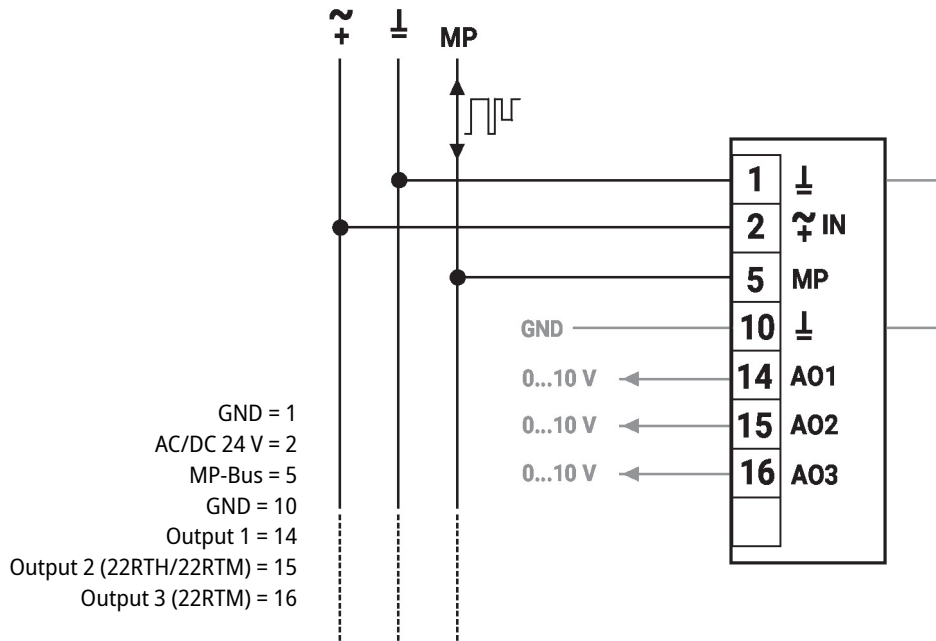 ~
+
⊥
MP
1 ⊥
2 ~+ IN
5 MP
GND 10 ⊥
0...10 V 14 AO1
0...10 V 15 AO2
0...10 V 16 AO3
GND = 1
AC/DC 24 V = 2
MP-Bus = 5
GND = 10
Output 1 = 14
Output 2 (22RTH/22RTM) = 15
Output 3 (22RTM) = 16